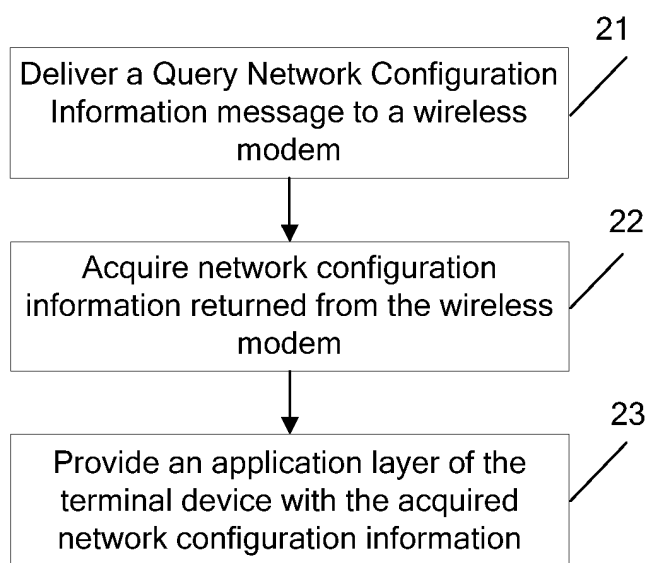 21
Deliver a Query Network Configuration
Information message to a wireless
modem
22
Acquire network configuration
information returned from the wireless
modem
23
Provide an application layer of the
terminal device with the acquired
network configuration information